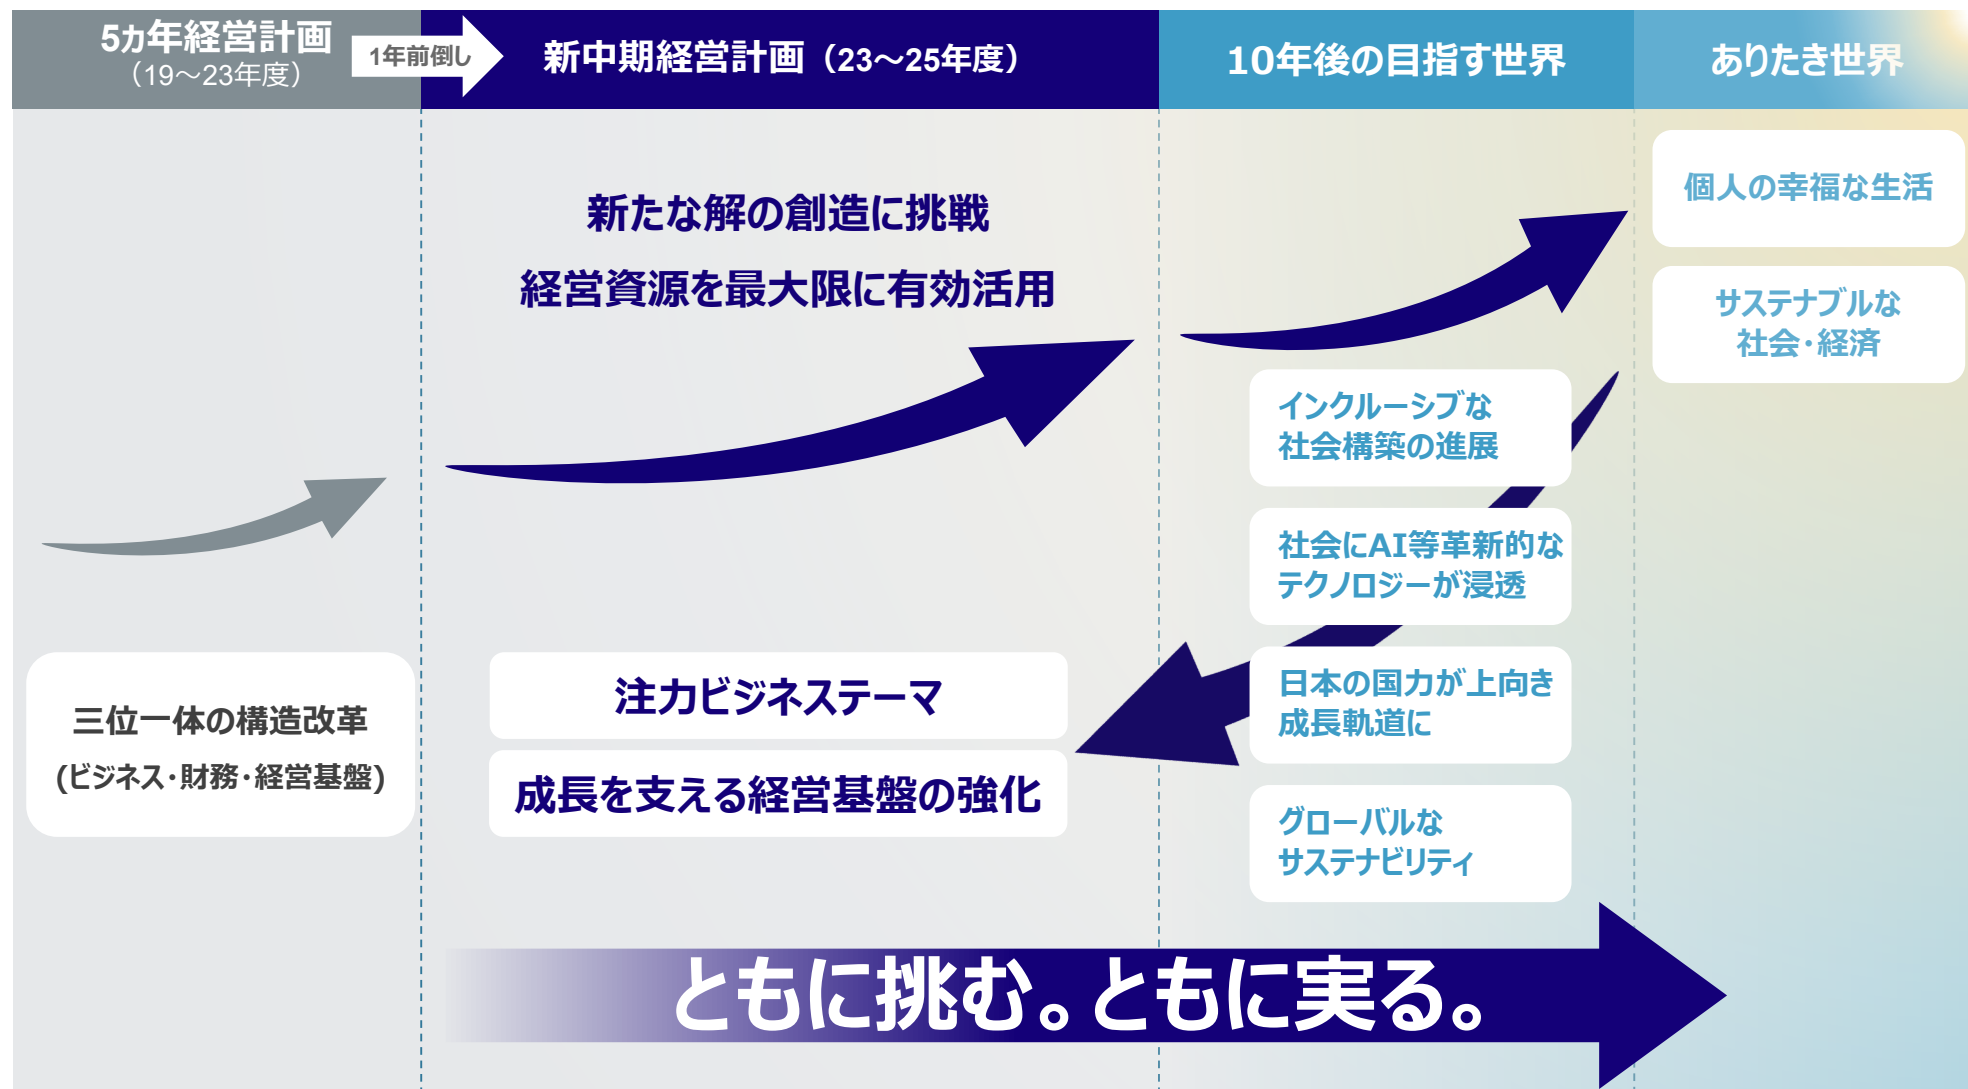 5ヵ年経営計画
（19～23年度）
1年前倒し
新中期経営計画（23～25年度）
10年後の目指す世界
ありたき世界
新たな解の創造に挑戦
経営資源を最大限に有効活用
個人の幸福な生活
サステナブルな
社会・経済
インクルーシブな
社会構築の進展
社会にAI等革新的な
テクノロジーが浸透
日本の国力が上向き
成長軌道に
グローバルな
サステナビリティ
三位一体の構造改革
(ビジネス・財務・経営基盤)
注力ビジネステーマ
成長を支える経営基盤の強化
ともに挑む。ともに実る。